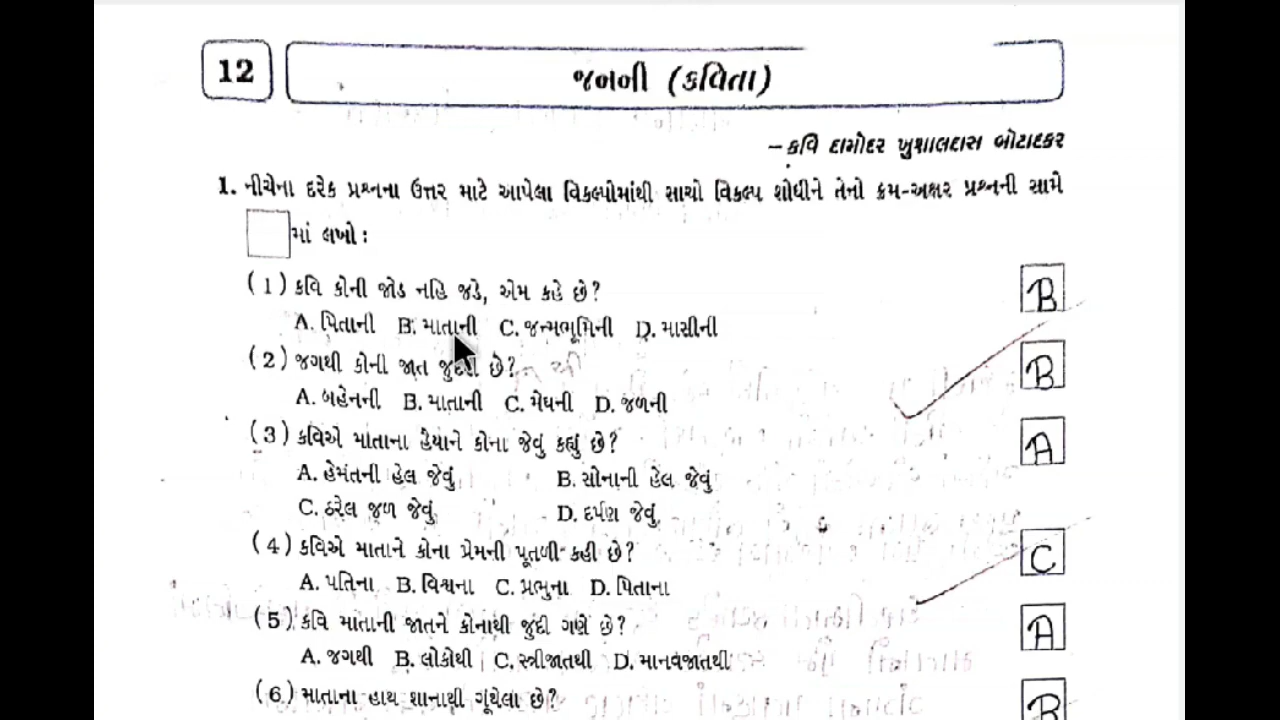 12
જનની (કવિતા)
–કવિ દામોદર ખુશાલદાસ બોટાદકર
1. નીચેના દરેક પ્રશ્નના ઉત્તર માટે આપેલા વિકલ્પોમાંથી સાચો વિકલ્પ શોધીને તેનો ક્રમ-અક્ષર પ્રશ્નની સામે
માં લખો :
(1) કવિ કોની જોડ નહિ જડે, એમ કહે છે? B
A. પિતાની B. માતાની C. જન્મભૂમિની D. માસીની
(2) જગથી કોની જાત જુદી છે? B
A. બહેનની B. માતાની C. મેઘની D. જળની
(3) કવિએ માતાના હૈયાને કોના જેવું કહ્યું છે? A
A. હેમંતની હેલ જેવું B. સોનાની હેલ જેવું
C. ઠરેલ જળ જેવું D. દર્પણ જેવું
(4) કવિએ માતાને કોના પ્રેમની પૂતળી કહી છે? C
A. પતિના B. વિશ્વના C. પ્રભુના D. પિતાના
(5) કવિ માતાની જાતને કોનાથી જુદી ગણે છે? A
A. જગથી B. લોકોથી C. સ્ત્રીજાતથી D. માનવજાતથી
(6) માતાના હાથ શાનાથી ગૂંથેલા છે? B